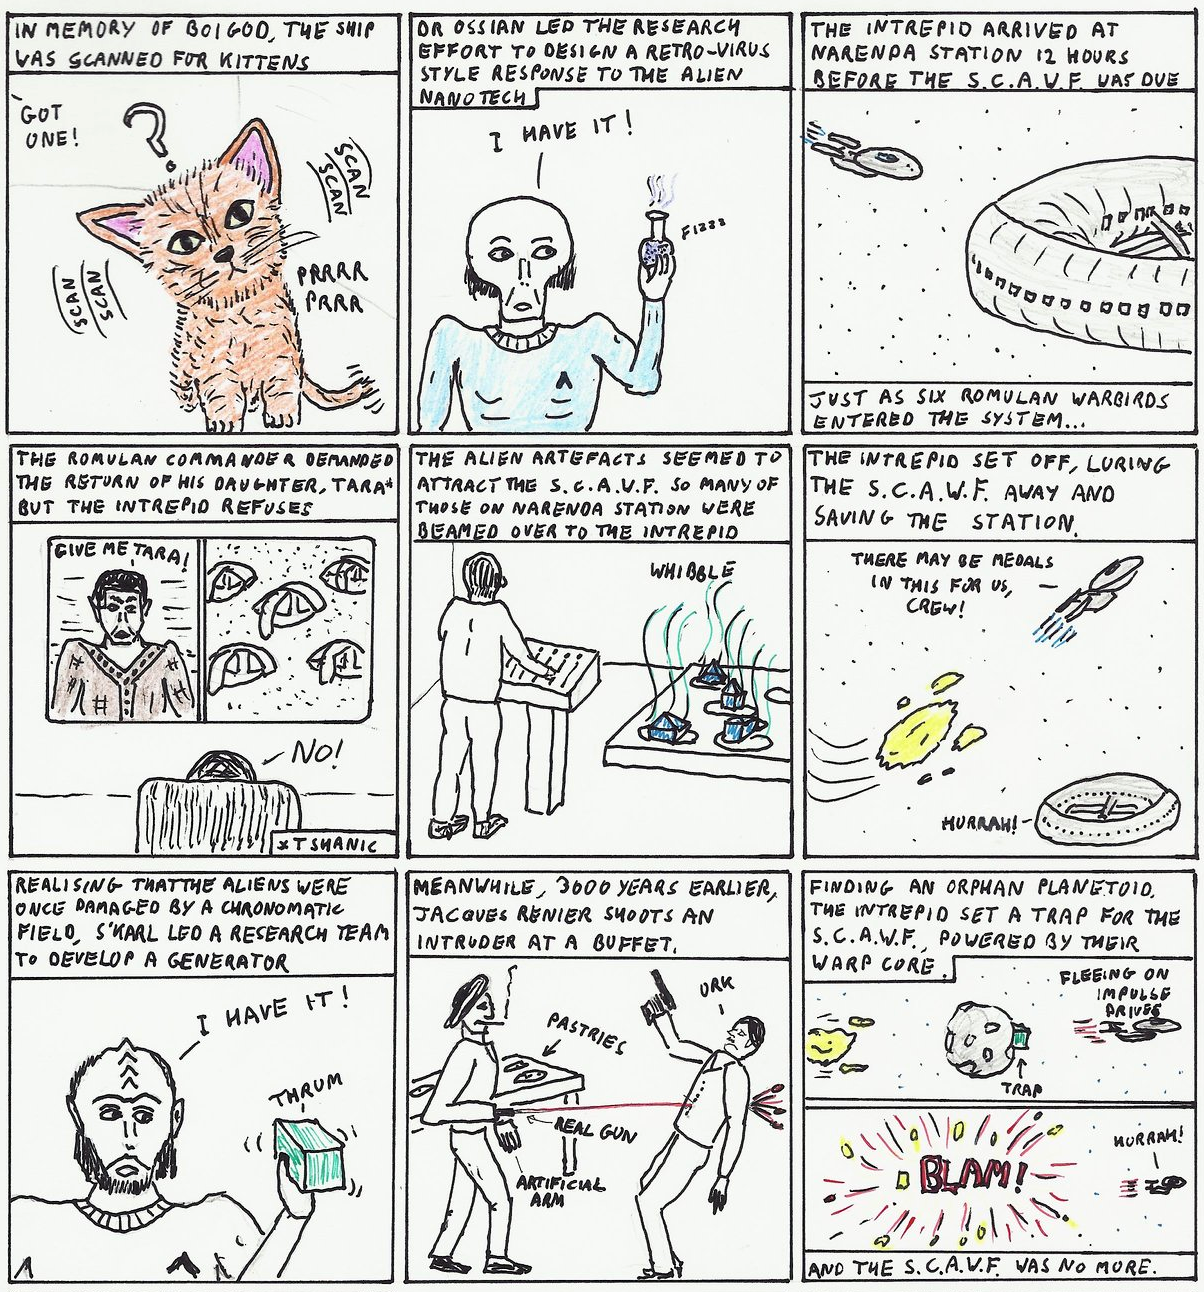 IN MEMORY OF BOIGOD, THE SHIP
WAS SCANNED FOR KITTENS
GOT
ONE!
?
SCAN
SCAN
SCAN
SCAN
PRRRR
PRRR
DR OSSIAN LED THE RESEARCH
EFFORT TO DESIGN A RETRO-VIRUS
STYLE RESPONSE TO THE ALIEN
NANOTECH
I HAVE IT!
FIZZZ
THE INTREPID ARRIVED AT
NARENDA STATION 12 HOURS
BEFORE THE S.C.A.W.F. WAS DUE
JUST AS SIX ROMULAN WARBIRDS
ENTERED THE SYSTEM...
THE ROMULAN COMMANDER DEMANDED
THE RETURN OF HIS DAUGHTER, TARA*
BUT THE INTREPID REFUSES
GIVE ME TARA!
NO!
*T'SHANIC
THE ALIEN ARTEFACTS SEEMED TO
ATTRACT THE S.C.A.W.F. SO MANY OF
THOSE ON NARENDA STATION WERE
BEAMED OVER TO THE INTREPID
WHIBBLE
THE INTREPID SET OFF, LURING
THE S.C.A.W.F. AWAY AND
SAVING THE STATION.
THERE MAY BE MEDALS
IN THIS FOR US,
CREW!
HURRAH!
REALISING THAT THE ALIENS WERE
ONCE DAMAGED BY A CHRONOMATIC
FIELD, S'KARL LED A RESEARCH TEAM
TO DEVELOP A GENERATOR
I HAVE IT!
THRUM
MEANWHILE, 3000 YEARS EARLIER,
JACQUES RENIER SHOOTS AN
INTRUDER AT A BUFFET.
URK
PASTRIES
REAL GUN
ARTIFICIAL
ARM
FINDING AN ORPHAN PLANETOID,
THE INTREPID SET A TRAP FOR THE
S.C.A.W.F., POWERED BY THEIR
WARP CORE.
FLEEING ON
IMPULSE
DRIVES
TRAP
BLAM!
HURRAH!
AND THE S.C.A.W.F. WAS NO MORE.